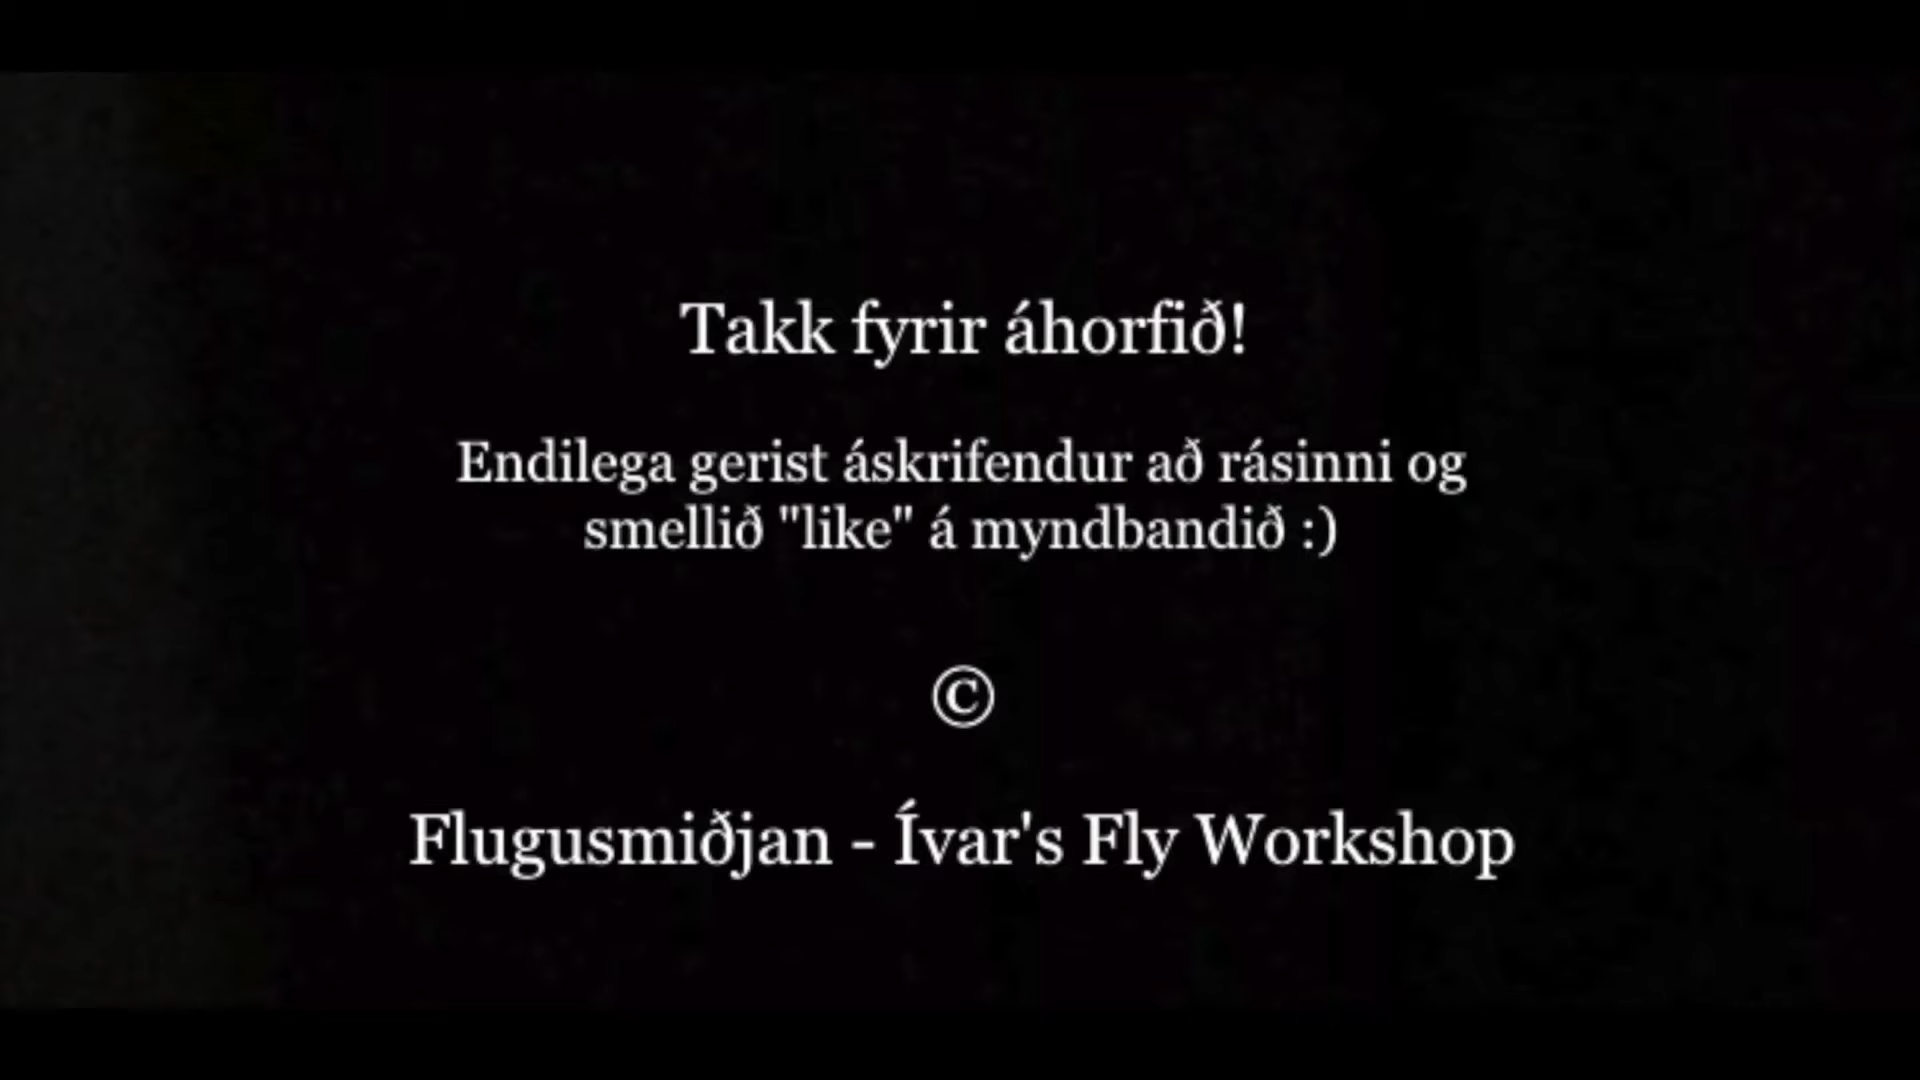 Takk fyrir áhorfið!
Endilega gerist áskrifendur að rásinni og
smellið "like" á myndbandið :)
©
Flugusmiðjan - Ívar's Fly Workshop